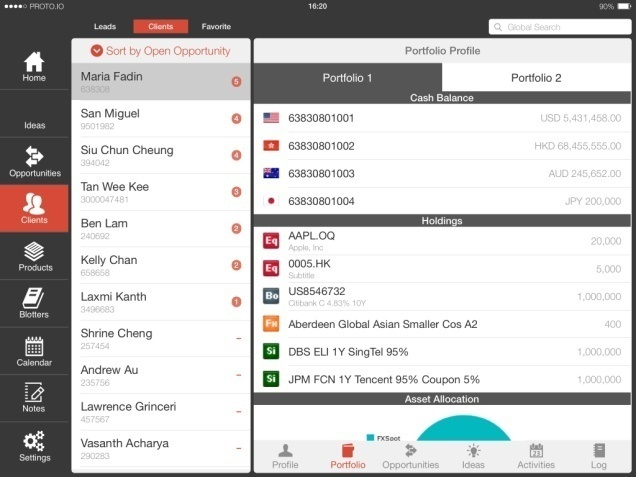 PROTO.IO
16:20
90%
Leads
Clients
Favorite
Global Search
Home
Ideas
Opportunities
Clients
Products
Blotters
Calendar
Notes
Settings
Sort by Open Opportunity
Maria Fadin
638308
5
San Miguel
9501982
4
Siu Chun Cheung
394042
4
Tan Wee Kee
3000047481
3
Ben Lam
240692
2
Kelly Chan
658658
2
Laxmi Kanth
3496683
1
Shrine Cheng
257454
–
Andrew Au
235756
–
Lawrence Grinceri
457567
–
Vasanth Acharya
290283
–
Portfolio Profile
Portfolio 1
Portfolio 2
Cash Balance
63830801001
USD 5,431,458.00
63830801002
HKD 68,455,555.00
63830801003
AUD 245,652.00
63830801004
JPY 200,000
Holdings
Eq
AAPL.OQ
Apple, Inc
20,000
Eq
0005.HK
Subtitle
5,000
Bo
US8546732
Citibank C 4.83% 10Y
1,000,000
Fn
Aberdeen Global Asian Smaller Cos A2
400
Si
DBS ELI 1Y SingTel 95%
1,000,000
Si
JPM FCN 1Y Tencent 95% Coupon 5%
1,000,000
Asset Allocation
FXSpot
Profile
Portfolio
Opportunities
Ideas
23
Activities
Log